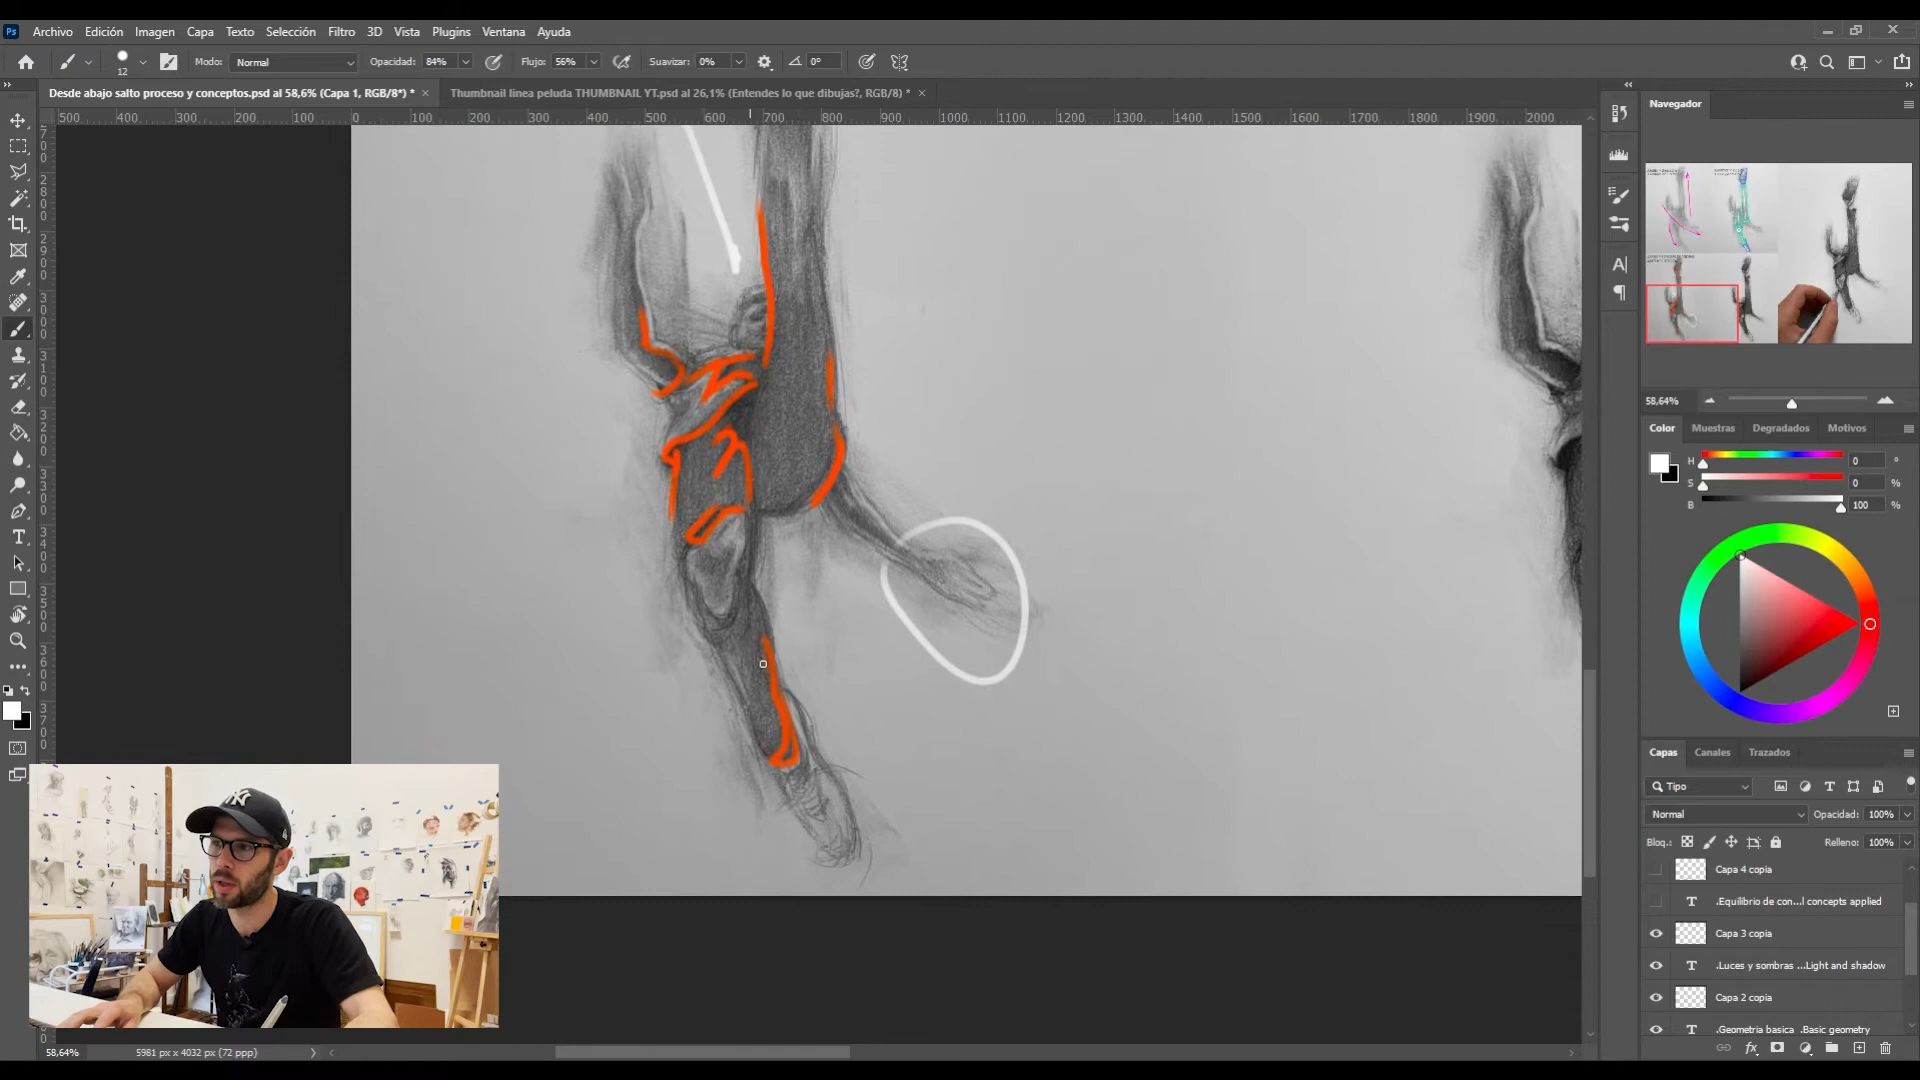 Ps Archivo Edición Imagen Capa Texto Selección Filtro 3D Vista Plugins Ventana Ayuda
12 Modo: Normal Opacidad: 84% Flujo: 56% Suavizar: 0% 0°
Desde abajo salto proceso y conceptos.psd al 58,6% (Capa 1, RGB/8*) * ×
Thumbnail linea peluda THUMBNAIL YT.psd al 26,1% (Entendes lo que dibujas?, RGB/8) * ×
500 400 300 200 100 0 100 200 300 400 500 600 700 800 900 1000 1100 1200 1300 1400 1500 1600 1700 1800 1900 2000
Navegador
58,64%
Color Muestras Degradados Motivos
H 0 °
S 0 %
B 100 %
Capas Canales Trazados
Tipo
Normal Opacidad: 100%
Bloq.: Relleno: 100%
Capa 4 copia
T .Equilibrio de con...l concepts applied
Capa 3 copia
T .Luces y sombras ...Light and shadow
Capa 2 copia
T .Geometria basica .Basic geometry
58,64% 5981 px x 4032 px (72 ppp)